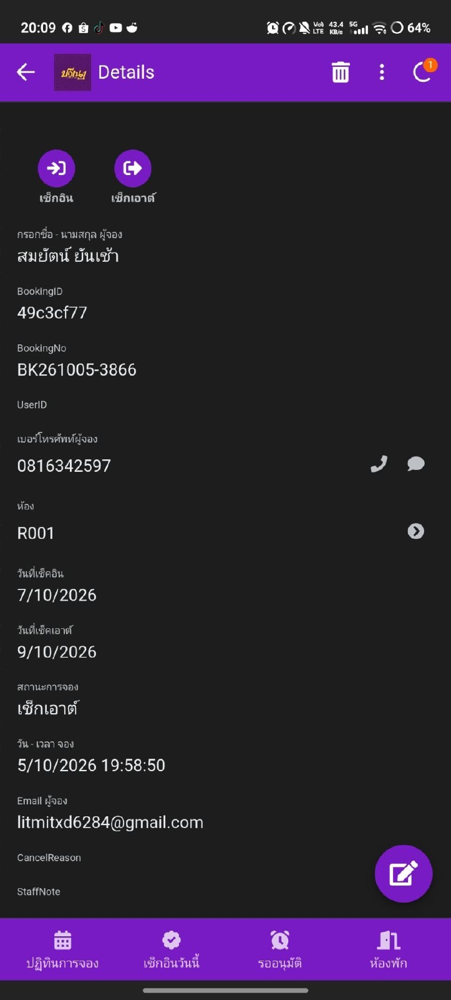 20:09
VoD LTE 43.4 KB/s 5G 64%
ปวีณา
Details
1
เช็กอิน
เช็กเอาต์
กรอกชื่อ - นามสกุล ผู้จอง
สมยัตน์ ยันเช้า
BookingID
49c3cf77
BookingNo
BK261005-3866
UserID
เบอร์โทรศัพท์ผู้จอง
0816342597
ห้อง
R001
วันที่เช็คอิน
7/10/2026
วันที่เช็คเอาต์
9/10/2026
สถานะการจอง
เช็กเอาต์
วัน - เวลา จอง
5/10/2026 19:58:50
Email ผู้จอง
litmitxd6284@gmail.com
CancelReason
StaffNote
ปฏิทินการจอง
เช็กอินวันนี้
รออนุมัติ
ห้องพัก